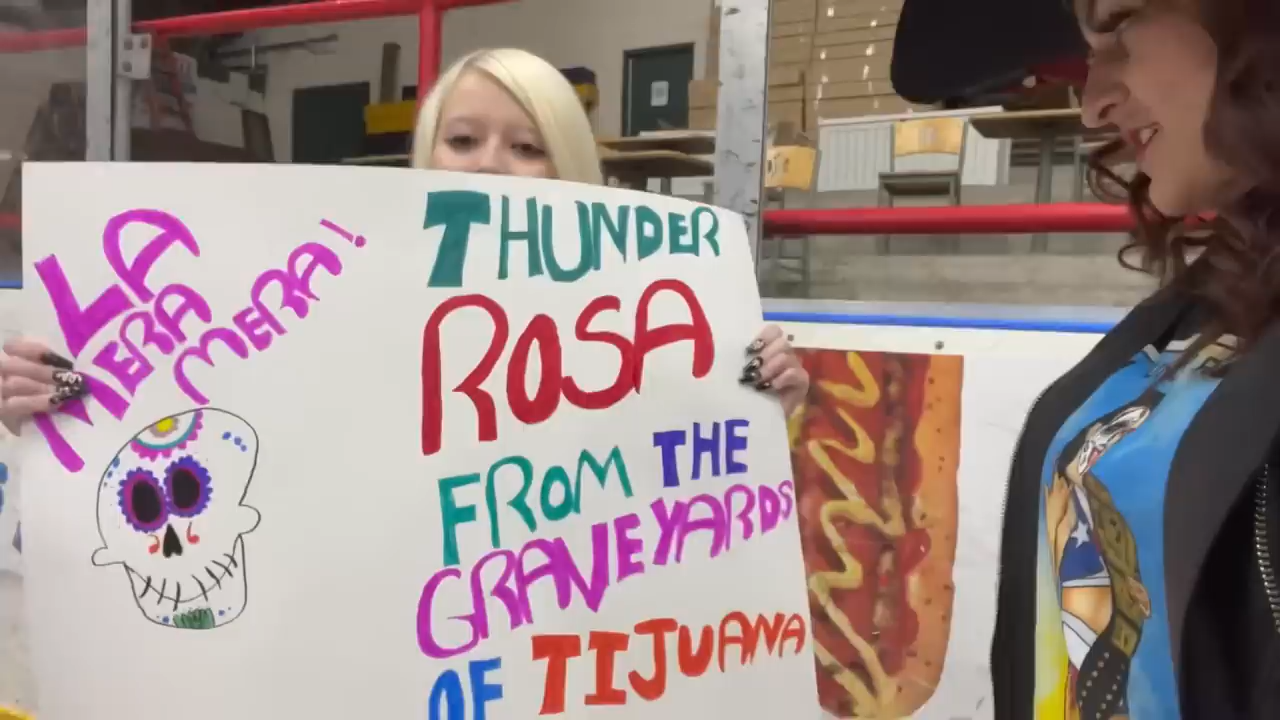 LA
MERA
MERA!
THUNDER
ROSA
FROM THE
GRAVEYARDS
OF TIJUANA